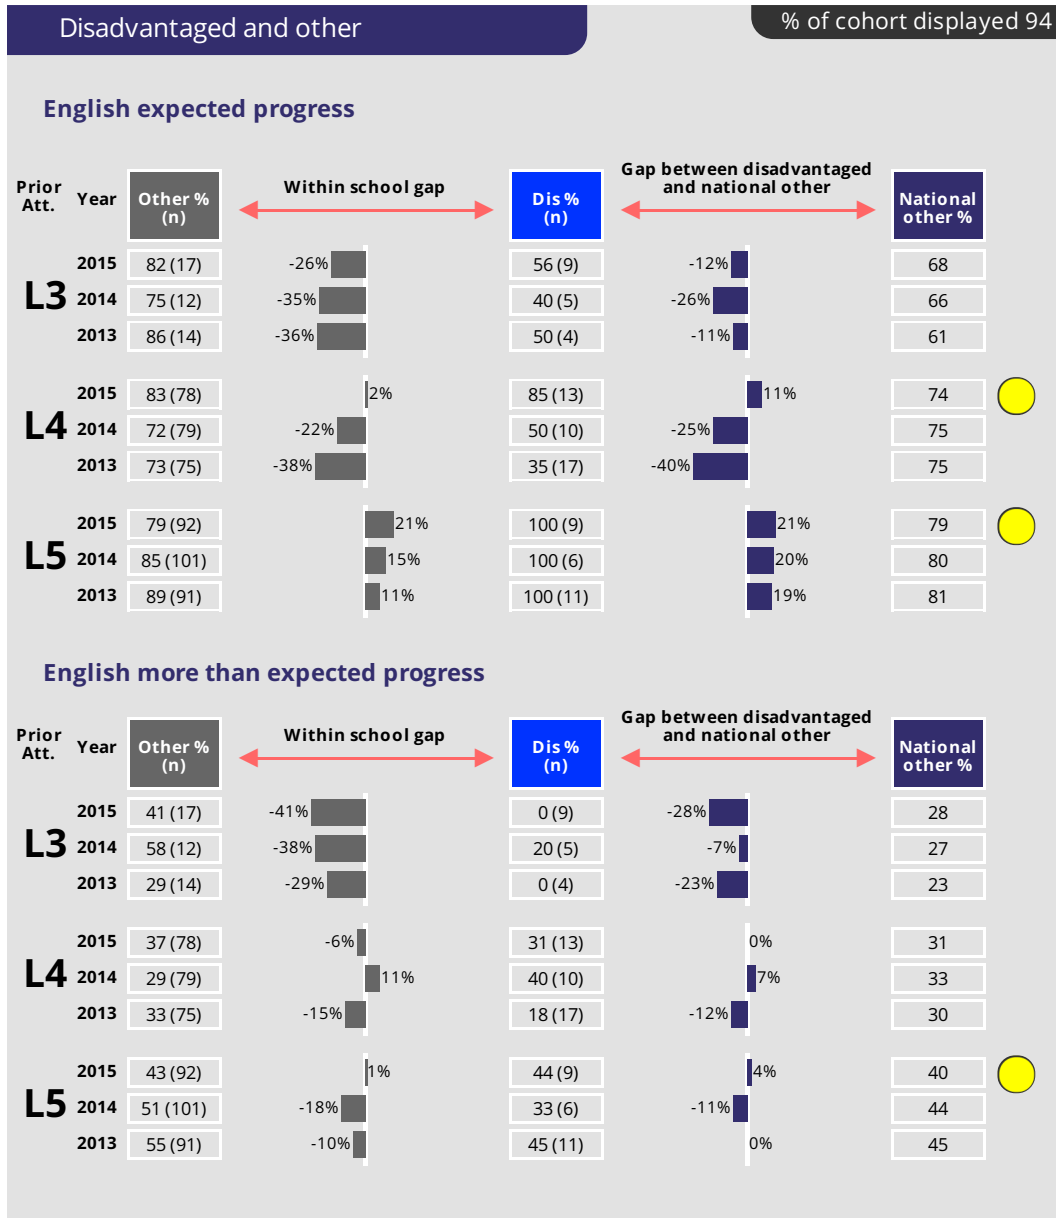 Disadvantaged and other
% of cohort displayed 94
English expected progress
Prior Att.
Year
Other % (n)
Within school gap
Dis % (n)
Gap between disadvantaged and national other
National other %
L3
2015 82 (17) -26% 56 (9) -12% 68
2014 75 (12) -35% 40 (5) -26% 66
2013 86 (14) -36% 50 (4) -11% 61
L4
2015 83 (78) 2% 85 (13) 11% 74
2014 72 (79) -22% 50 (10) -25% 75
2013 73 (75) -38% 35 (17) -40% 75
L5
2015 79 (92) 21% 100 (9) 21% 79
2014 85 (101) 15% 100 (6) 20% 80
2013 89 (91) 11% 100 (11) 19% 81
English more than expected progress
Prior Att.
Year
Other % (n)
Within school gap
Dis % (n)
Gap between disadvantaged and national other
National other %
L3
2015 41 (17) -41% 0 (9) -28% 28
2014 58 (12) -38% 20 (5) -7% 27
2013 29 (14) -29% 0 (4) -23% 23
L4
2015 37 (78) -6% 31 (13) 0% 31
2014 29 (79) 11% 40 (10) 7% 33
2013 33 (75) -15% 18 (17) -12% 30
L5
2015 43 (92) 1% 44 (9) 4% 40
2014 51 (101) -18% 33 (6) -11% 44
2013 55 (91) -10% 45 (11) 0% 45